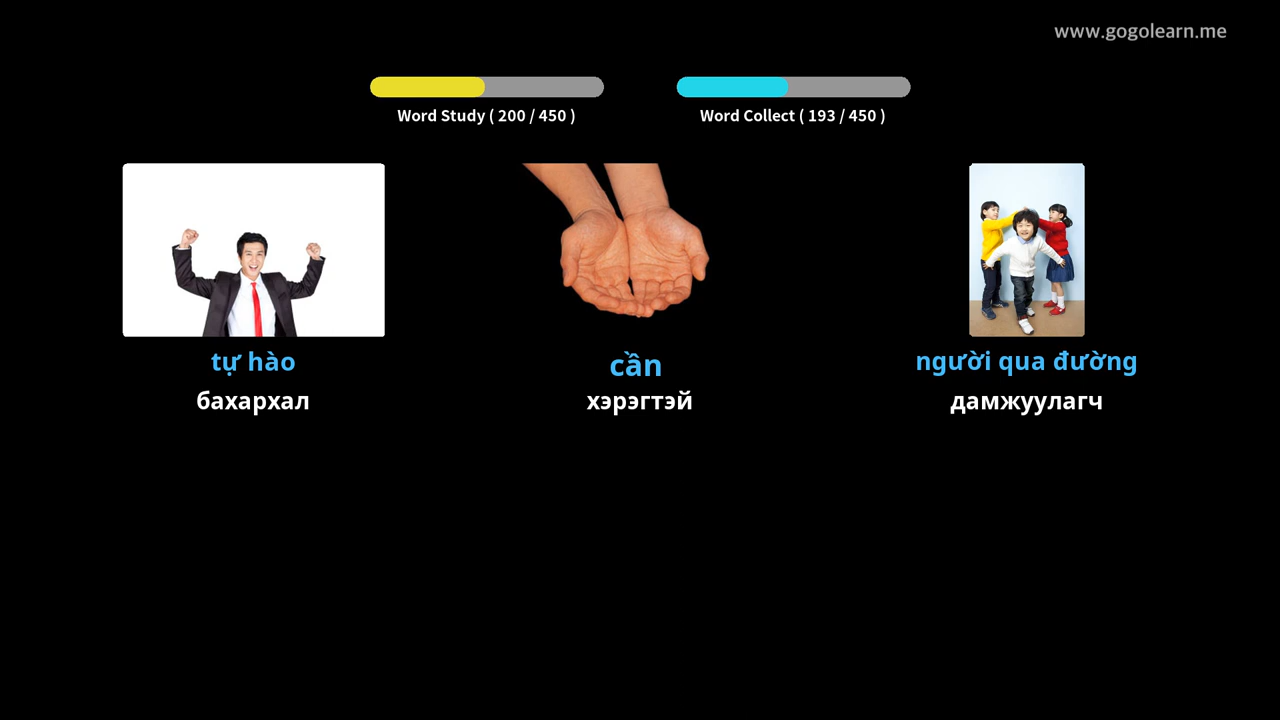 www.gogolearn.me
Word Study ( 200 / 450 )
Word Collect ( 193 / 450 )
tự hào
бахархал
cần
хэрэгтэй
người qua đường
дамжуулагч